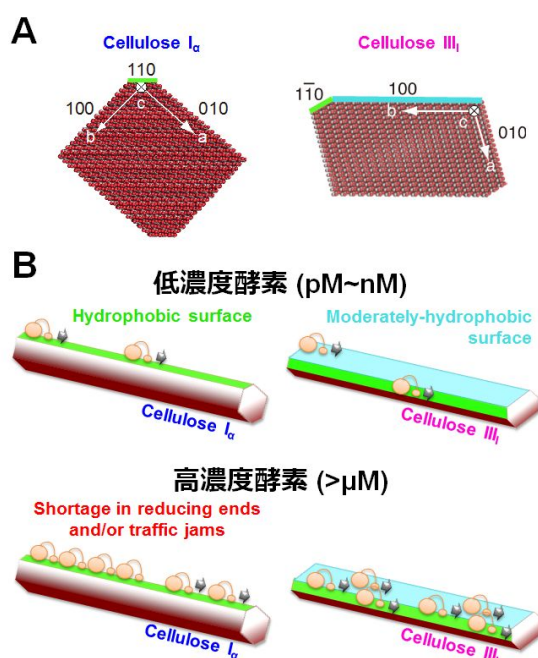 A
Cellulose Iα
Cellulose IIII
110
100
010
c
b
a
11̄0
100
b
c
010
a
B
低濃度酵素 (pM~nM)
Hydrophobic surface
Moderately-hydrophobic
surface
Cellulose Iα
Cellulose IIII
高濃度酵素 (>μM)
Shortage in reducing ends
and/or traffic jams
Cellulose Iα
Cellulose IIII